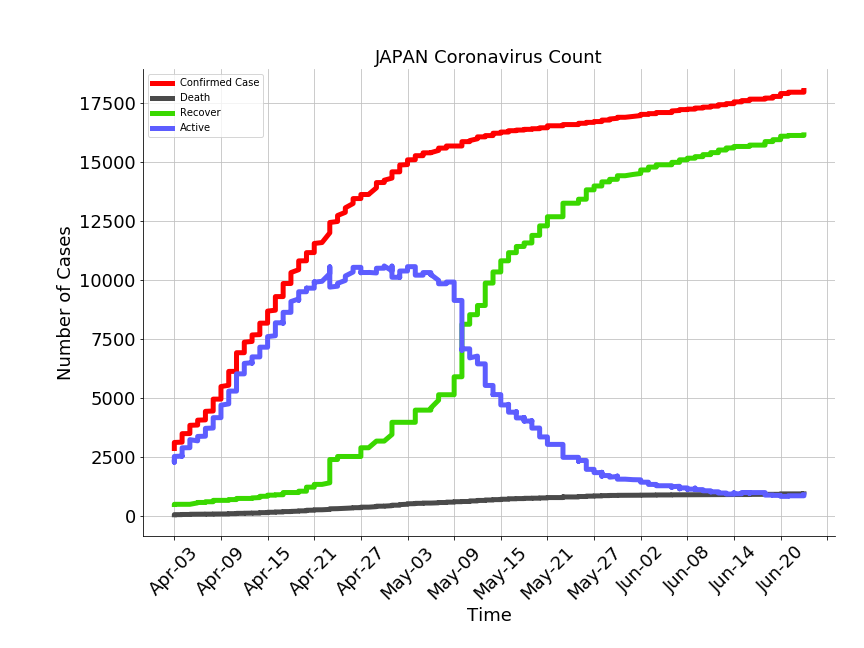 JAPAN Coronavirus Count
Confirmed Case
Death
Recover
Active
17500
15000
12500
10000
7500
5000
2500
0
Number of Cases
Apr-03 Apr-09 Apr-15 Apr-21 Apr-27 May-03 May-09 May-15 May-21 May-27 Jun-02 Jun-08 Jun-14 Jun-20
Time